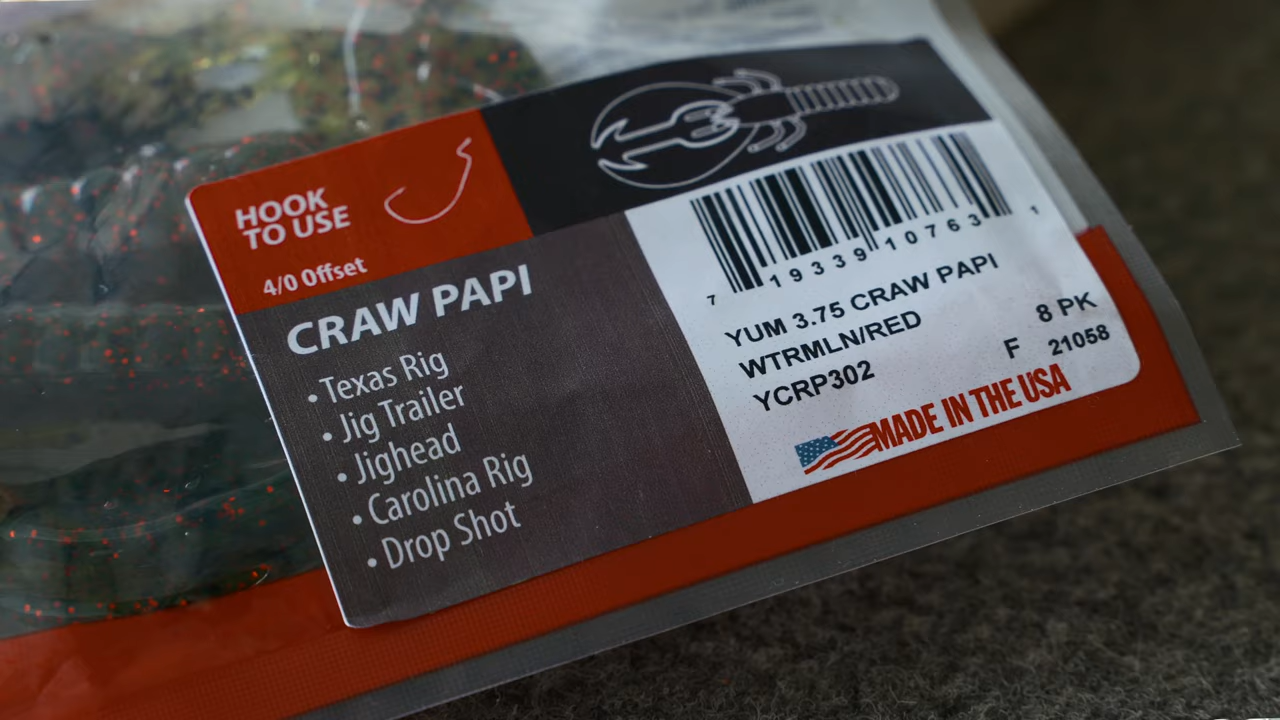 HOOK
TO USE
4/0 Offset
CRAW PAPI
• Texas Rig
• Jig Trailer
• Jighead
• Carolina Rig
• Drop Shot
7 19339 10763 1
YUM 3.75 CRAW PAPI
WTRMLN/RED 8 PK
YCRP302 F 21058
MADE IN THE USA